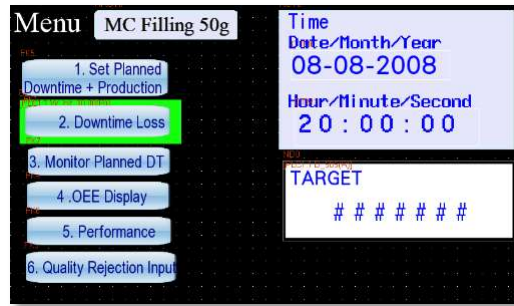 Menu MC Filling 50g
1. Set Planned
Downtime + Production
2. Downtime Loss
3. Monitor Planned DT
4 .OEE Display
5. Performance
6. Quality Rejection Input
Time
Date/Month/Year
08-08-2008
Hour/Minute/Second
20:00:00
TARGET
# # # # # # #